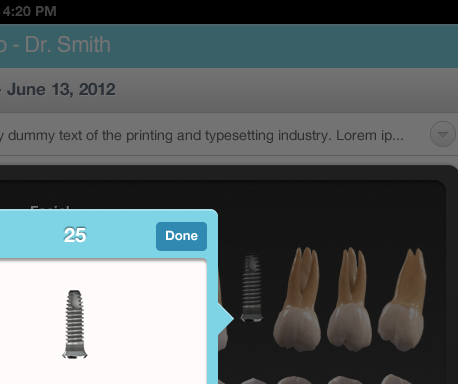 4:20 PM
- Dr. Smith
- June 13, 2012
dummy text of the printing and typesetting industry. Lorem ip...
Facial
25
Done